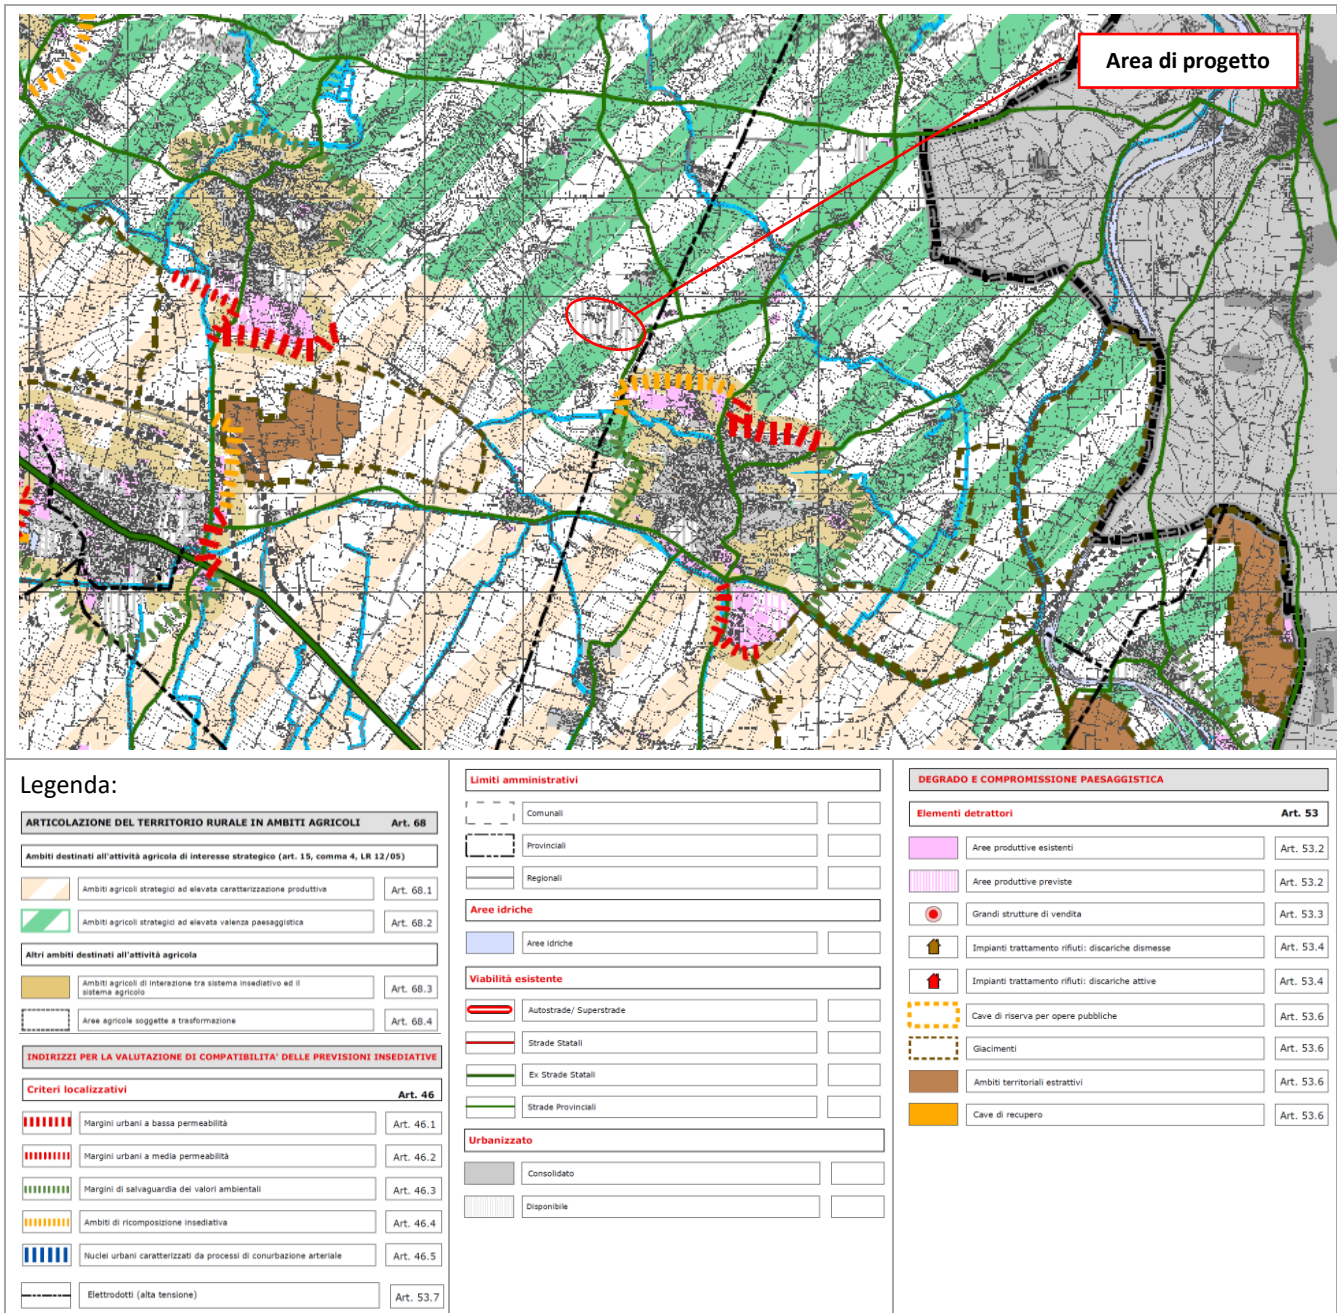 Area di progetto
Legenda:
ARTICOLAZIONE DEL TERRITORIO RURALE IN AMBITI AGRICOLI Art. 68
Ambiti destinati all'attività agricola di interesse strategico (art. 15, comma 4, LR 12/05)
Ambiti agricoli strategici ad elevata caratterizzazione produttiva Art. 68.1
Ambiti agricoli strategici ad elevata valenza paesaggistica Art. 68.2
Altri ambiti destinati all'attività agricola
Ambiti agricoli di interazione tra sistema insediativo ed il
sistema agricolo Art. 68.3
Aree agricole soggette a trasformazione Art. 68.4
INDIRIZZI PER LA VALUTAZIONE DI COMPATIBILITA' DELLE PREVISIONI INSEDIATIVE
Criteri localizzativi Art. 46
Margini urbani a bassa permeabilità Art. 46.1
Margini urbani a media permeabilità Art. 46.2
Margini di salvaguardia dei valori ambientali Art. 46.3
Ambiti di ricomposizione insediativa Art. 46.4
Nuclei urbani caratterizzati da processi di conurbazione arteriale Art. 46.5
Elettrodotti (alta tensione) Art. 53.7
Limiti amministrativi
Comunali
Provinciali
Regionali
Aree idriche
Aree idriche
Viabilità esistente
Autostrade/ Superstrade
Strade Statali
Ex Strade Statali
Strade Provinciali
Urbanizzato
Consolidato
Disponibile
DEGRADO E COMPROMISSIONE PAESAGGISTICA
Elementi detrattori Art. 53
Aree produttive esistenti Art. 53.2
Aree produttive previste Art. 53.2
Grandi strutture di vendita Art. 53.3
Impianti trattamento rifiuti: discariche dismesse Art. 53.4
Impianti trattamento rifiuti: discariche attive Art. 53.4
Cave di riserva per opere pubbliche Art. 53.6
Giacimenti Art. 53.6
Ambiti territoriali estrattivi Art. 53.6
Cave di recupero Art. 53.6